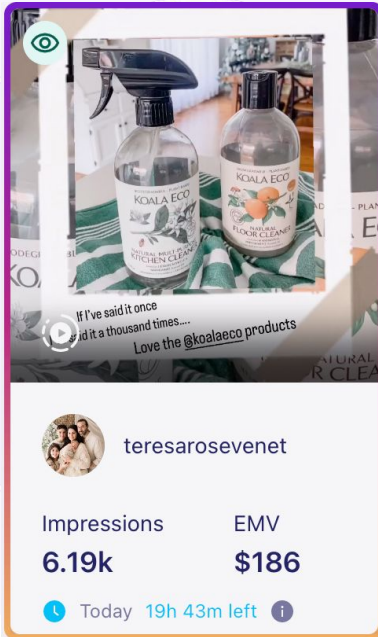 KOALA ECO
NATURAL MULTI-PURPOSE
KITCHEN CLEANER
KOALA ECO
NATURAL
FLOOR CLEANER
If I've said it once
said it a thousand times....
Love the @koalaeco products
teresarosevenet
Impressions
EMV
6.19k
$186
Today 19h 43m left